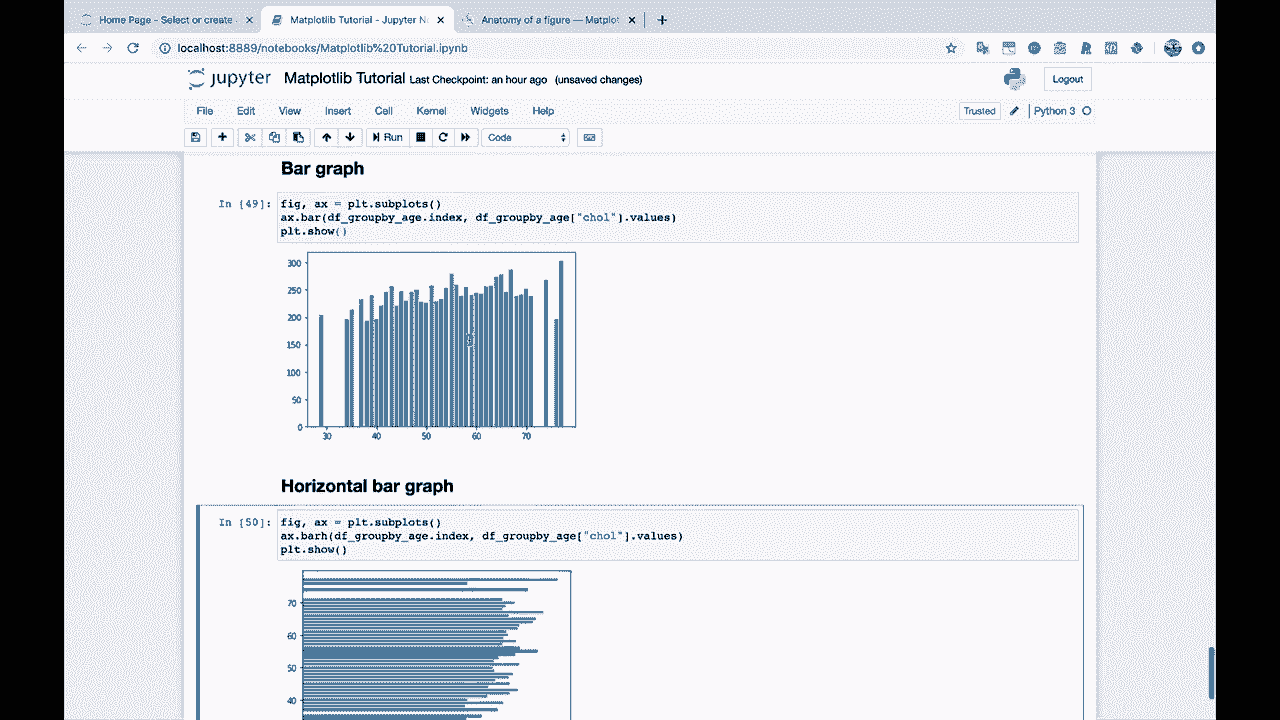 Home Page - Select or create
Matplotlib Tutorial - Jupyter N
Anatomy of a figure — Matplot
localhost:8889/notebooks/Matplotlib%20Tutorial.ipynb
jupyter Matplotlib Tutorial Last Checkpoint: an hour ago (unsaved changes)
Logout
File Edit View Insert Cell Kernel Widgets Help
Trusted Python 3
Run Code
Bar graph
In [49]: fig, ax = plt.subplots()
ax.bar(df_groupby_age.index, df_groupby_age["chol"].values)
plt.show()
300
250
200
150
100
50
0
30 40 50 60 70
Horizontal bar graph
In [50]: fig, ax = plt.subplots()
ax.barh(df_groupby_age.index, df_groupby_age["chol"].values)
plt.show()
70
60
50
40